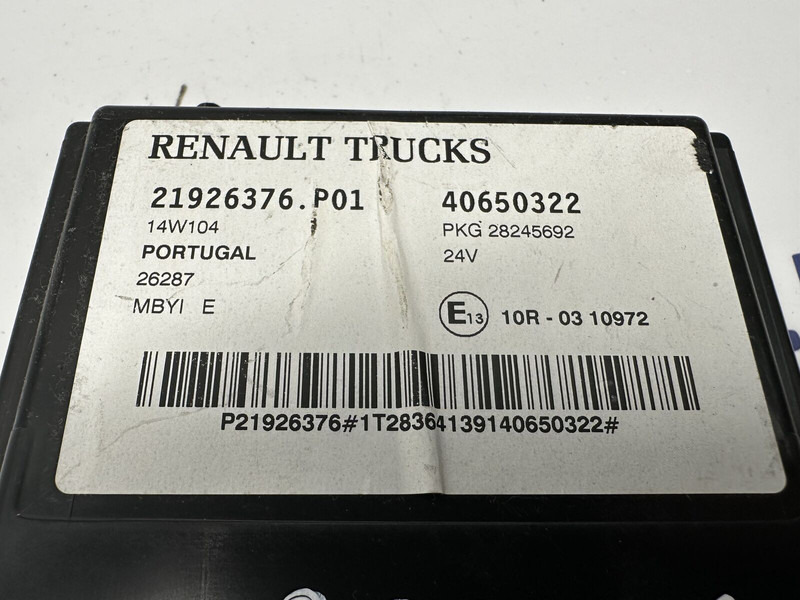 RENAULT TRUCKS
21926376.P01 40650322
14W104 PKG 28245692
PORTUGAL 24V
26287
MBYI E E13 10R - 03 10972
P21926376#1T28364139140650322#